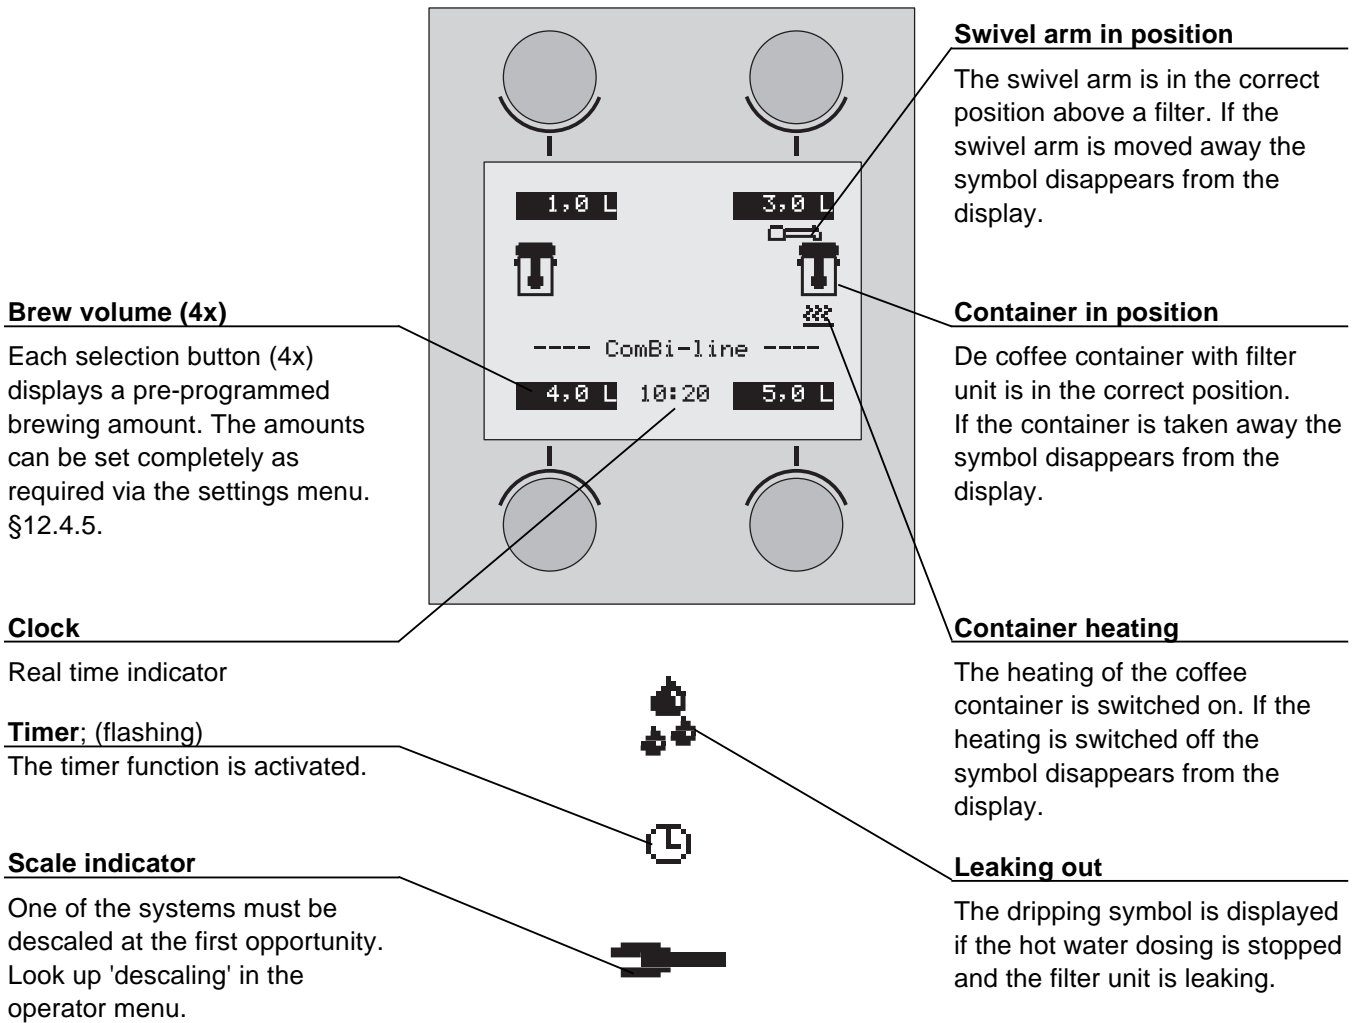 Brew volume (4x)
Each selection button (4x)
displays a pre-programmed
brewing amount. The amounts
can be set completely as
required via the settings menu.
§12.4.5.
Clock
Real time indicator
Timer; (flashing)
The timer function is activated.
Scale indicator
One of the systems must be
descaled at the first opportunity.
Look up 'descaling' in the
operator menu.
1,0 L
3,0 L
---- ComBi-line ----
4,0 L 10:20 5,0 L
Swivel arm in position
The swivel arm is in the correct
position above a filter. If the
swivel arm is moved away the
symbol disappears from the
display.
Container in position
De coffee container with filter
unit is in the correct position.
If the container is taken away the
symbol disappears from the
display.
Container heating
The heating of the coffee
container is switched on. If the
heating is switched off the
symbol disappears from the
display.
Leaking out
The dripping symbol is displayed
if the hot water dosing is stopped
and the filter unit is leaking.